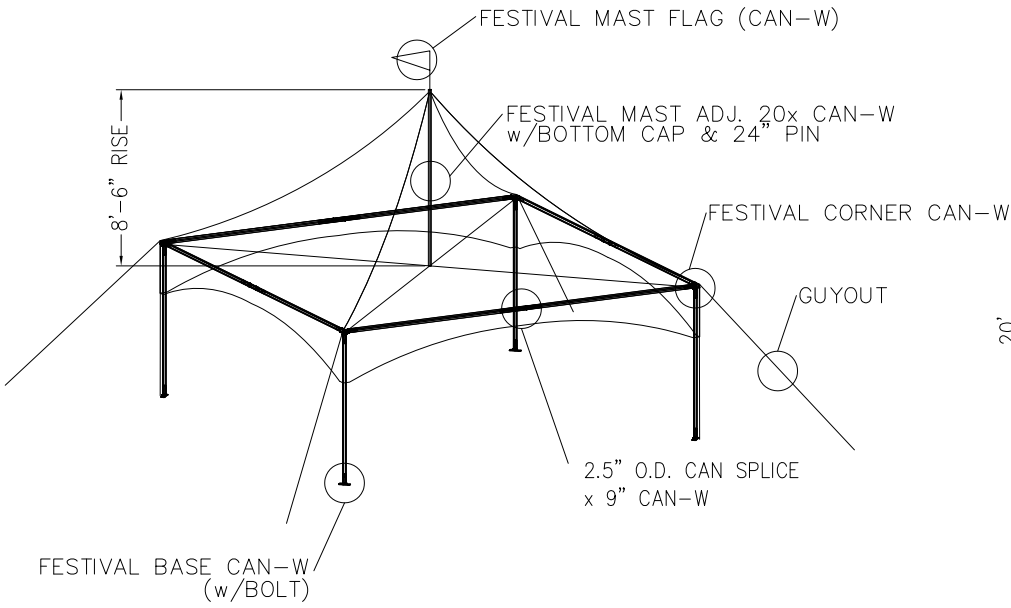 FESTIVAL MAST FLAG (CAN-W)
FESTIVAL MAST ADJ. 20x CAN-W
w/BOTTOM CAP & 24" PIN
8'-6" RISE
FESTIVAL CORNER CAN-W
GUYOUT
20'
2.5" O.D. CAN SPLICE
x 9" CAN-W
FESTIVAL BASE CAN-W
(w/BOLT)